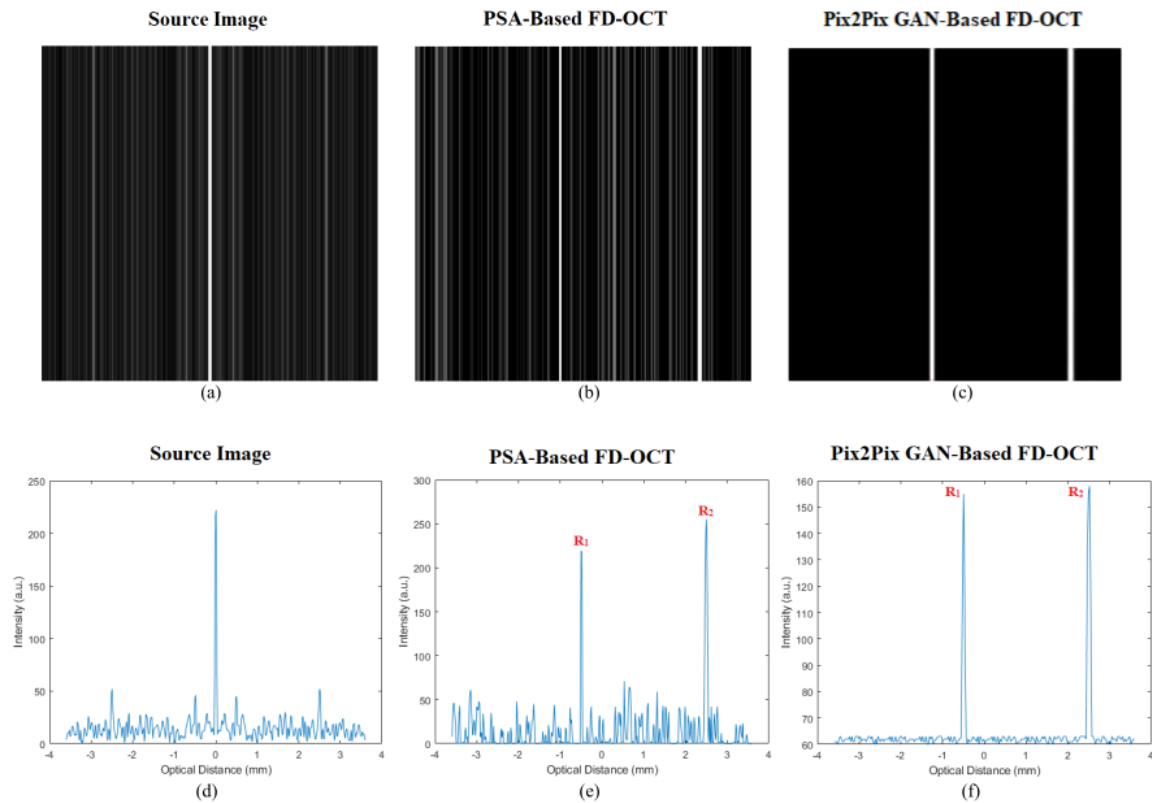 Source Image
PSA-Based FD-OCT
Pix2Pix GAN-Based FD-OCT
(a)
(b)
(c)
Source Image
PSA-Based FD-OCT
Pix2Pix GAN-Based FD-OCT
250
200
150
100
50
0
Intensity (a.u.)
-4 -3 -2 -1 0 1 2 3 4
Optical Distance (mm)
(d)
300
250
200
150
100
50
0
Intensity (a.u.)
R₁
R₂
-4 -3 -2 -1 0 1 2 3 4
Optical Distance (mm)
(e)
160
150
140
130
120
110
100
90
80
70
60
Intensity (a.u.)
R₁
R₂
-4 -3 -2 -1 0 1 2 3 4
Optical Distance (mm)
(f)